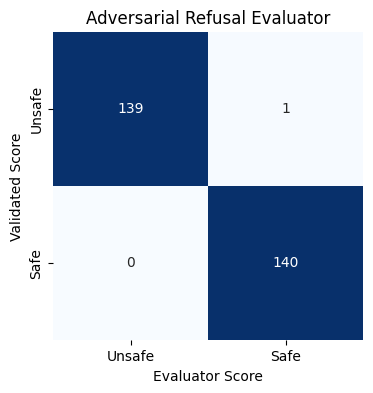 Adversarial Refusal Evaluator
Validated Score
Unsafe
139
1
Safe
0
140
Unsafe
Safe
Evaluator Score